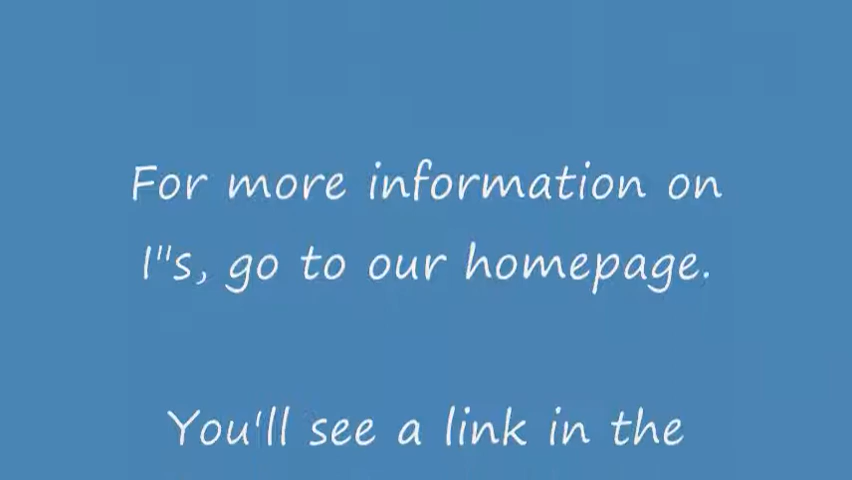 For more information on
I"s, go to our homepage.
You'll see a link in the